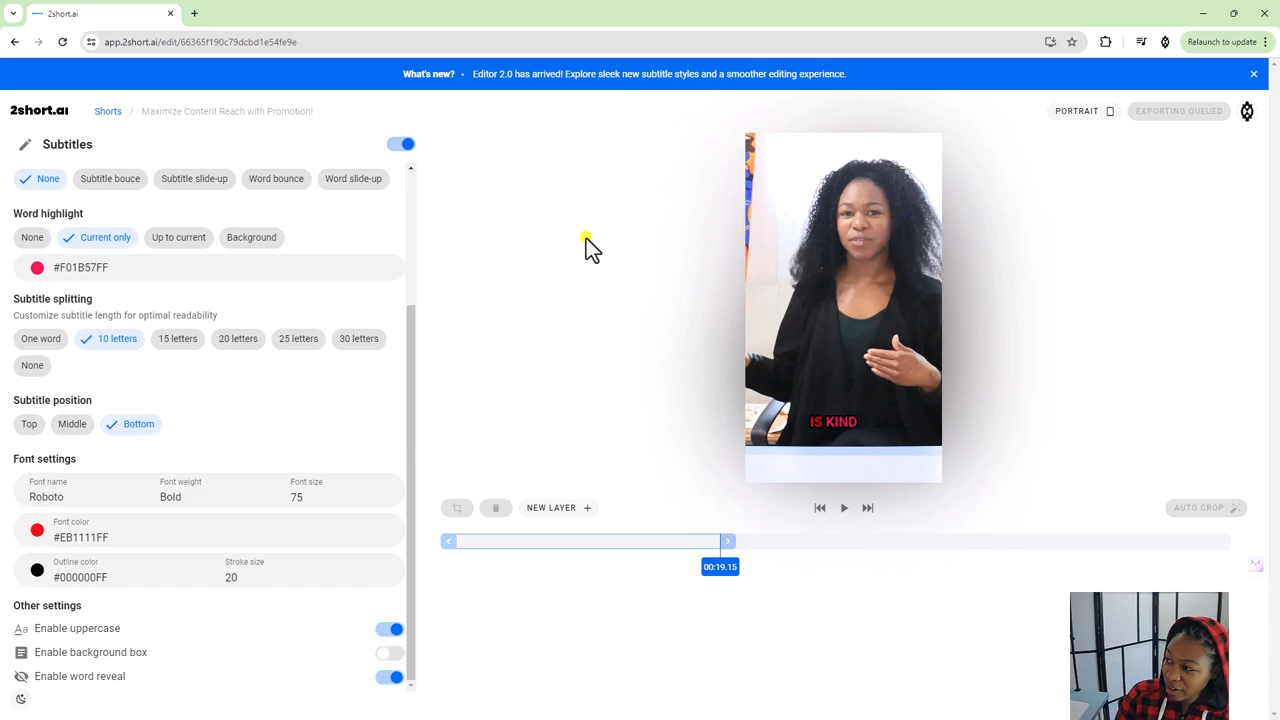 2short.ai
app.2short.ai/edit/66365f190c79dcbd1e54fe9e
Relaunch to update
What's new? • Editor 2.0 has arrived! Explore sleek new subtitle styles and a smoother editing experience.
2short.aı
Shorts / Maximize Content Reach with Promotion!
PORTRAIT
EXPORTING QUEUED
Subtitles
None
Subtitle bouce
Subtitle slide-up
Word bounce
Word slide-up
Word highlight
None
Current only
Up to current
Background
#F01B57FF
Subtitle splitting
Customize subtitle length for optimal readability
One word
10 letters
15 letters
20 letters
25 letters
30 letters
None
Subtitle position
Top
Middle
Bottom
Font settings
Font name
Font weight
Font size
Roboto
Bold
75
Font color
#EB1111FF
Outline color
Stroke size
#000000FF
20
Other settings
Aa Enable uppercase
Enable background box
Enable word reveal
IS KIND
NEW LAYER +
AUTO CROP
00:19.15